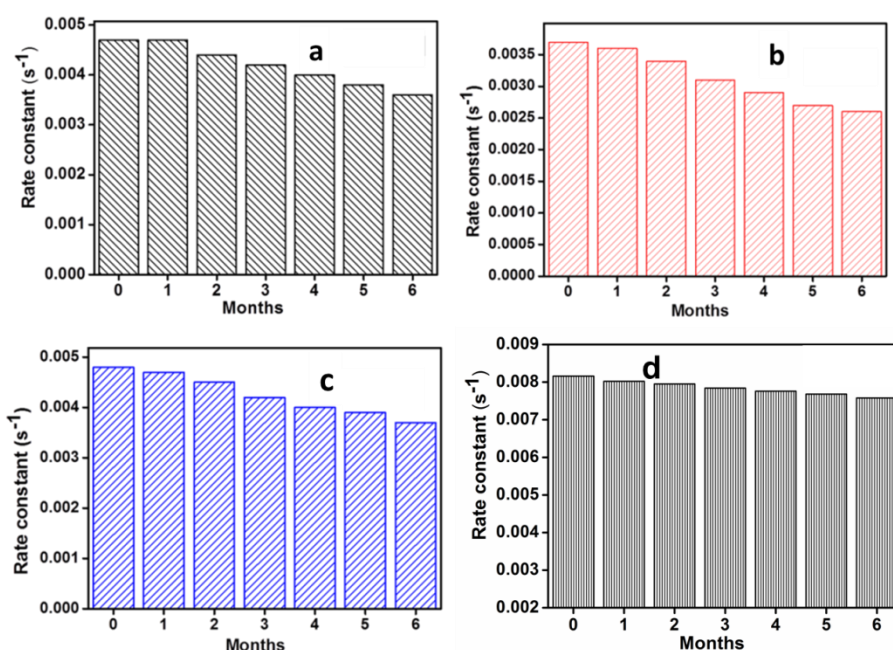 a
Rate constant (s⁻¹)
0.005
0.004
0.003
0.002
0.001
0.000
0 1 2 3 4 5 6
Months
b
Rate constant (s⁻¹)
0.0035
0.0030
0.0025
0.0020
0.0015
0.0010
0.0005
0.0000
0 1 2 3 4 5 6
Months
c
Rate constant (s⁻¹)
0.005
0.004
0.003
0.002
0.001
0.000
0 1 2 3 4 5 6
Months
d
Rate constant (s⁻¹)
0.009
0.008
0.007
0.006
0.005
0.004
0.003
0.002
0 1 2 3 4 5 6
Months